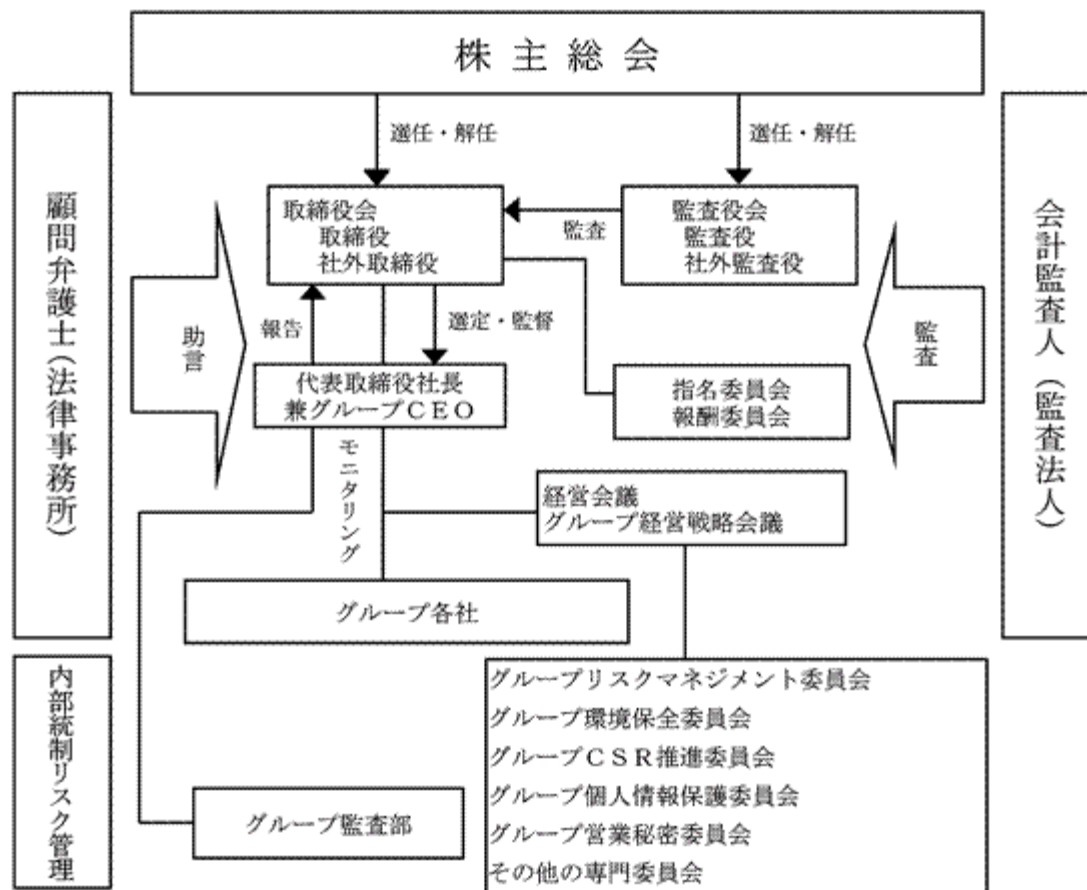 株主総会
選任・解任
選任・解任
顧問弁護士(法律事務所)
会計監査人(監査法人)
取締役会
取締役
社外取締役
監査
監査役会
監査役
社外監査役
助言
報告
選定・監督
監査
代表取締役社長
兼グループCEO
指名委員会
報酬委員会
モニタリング
経営会議
グループ経営戦略会議
グループ各社
内部統制リスク管理
グループリスクマネジメント委員会
グループ環境保全委員会
グループCSR推進委員会
グループ個人情報保護委員会
グループ監査部
グループ営業秘密委員会
その他の専門委員会